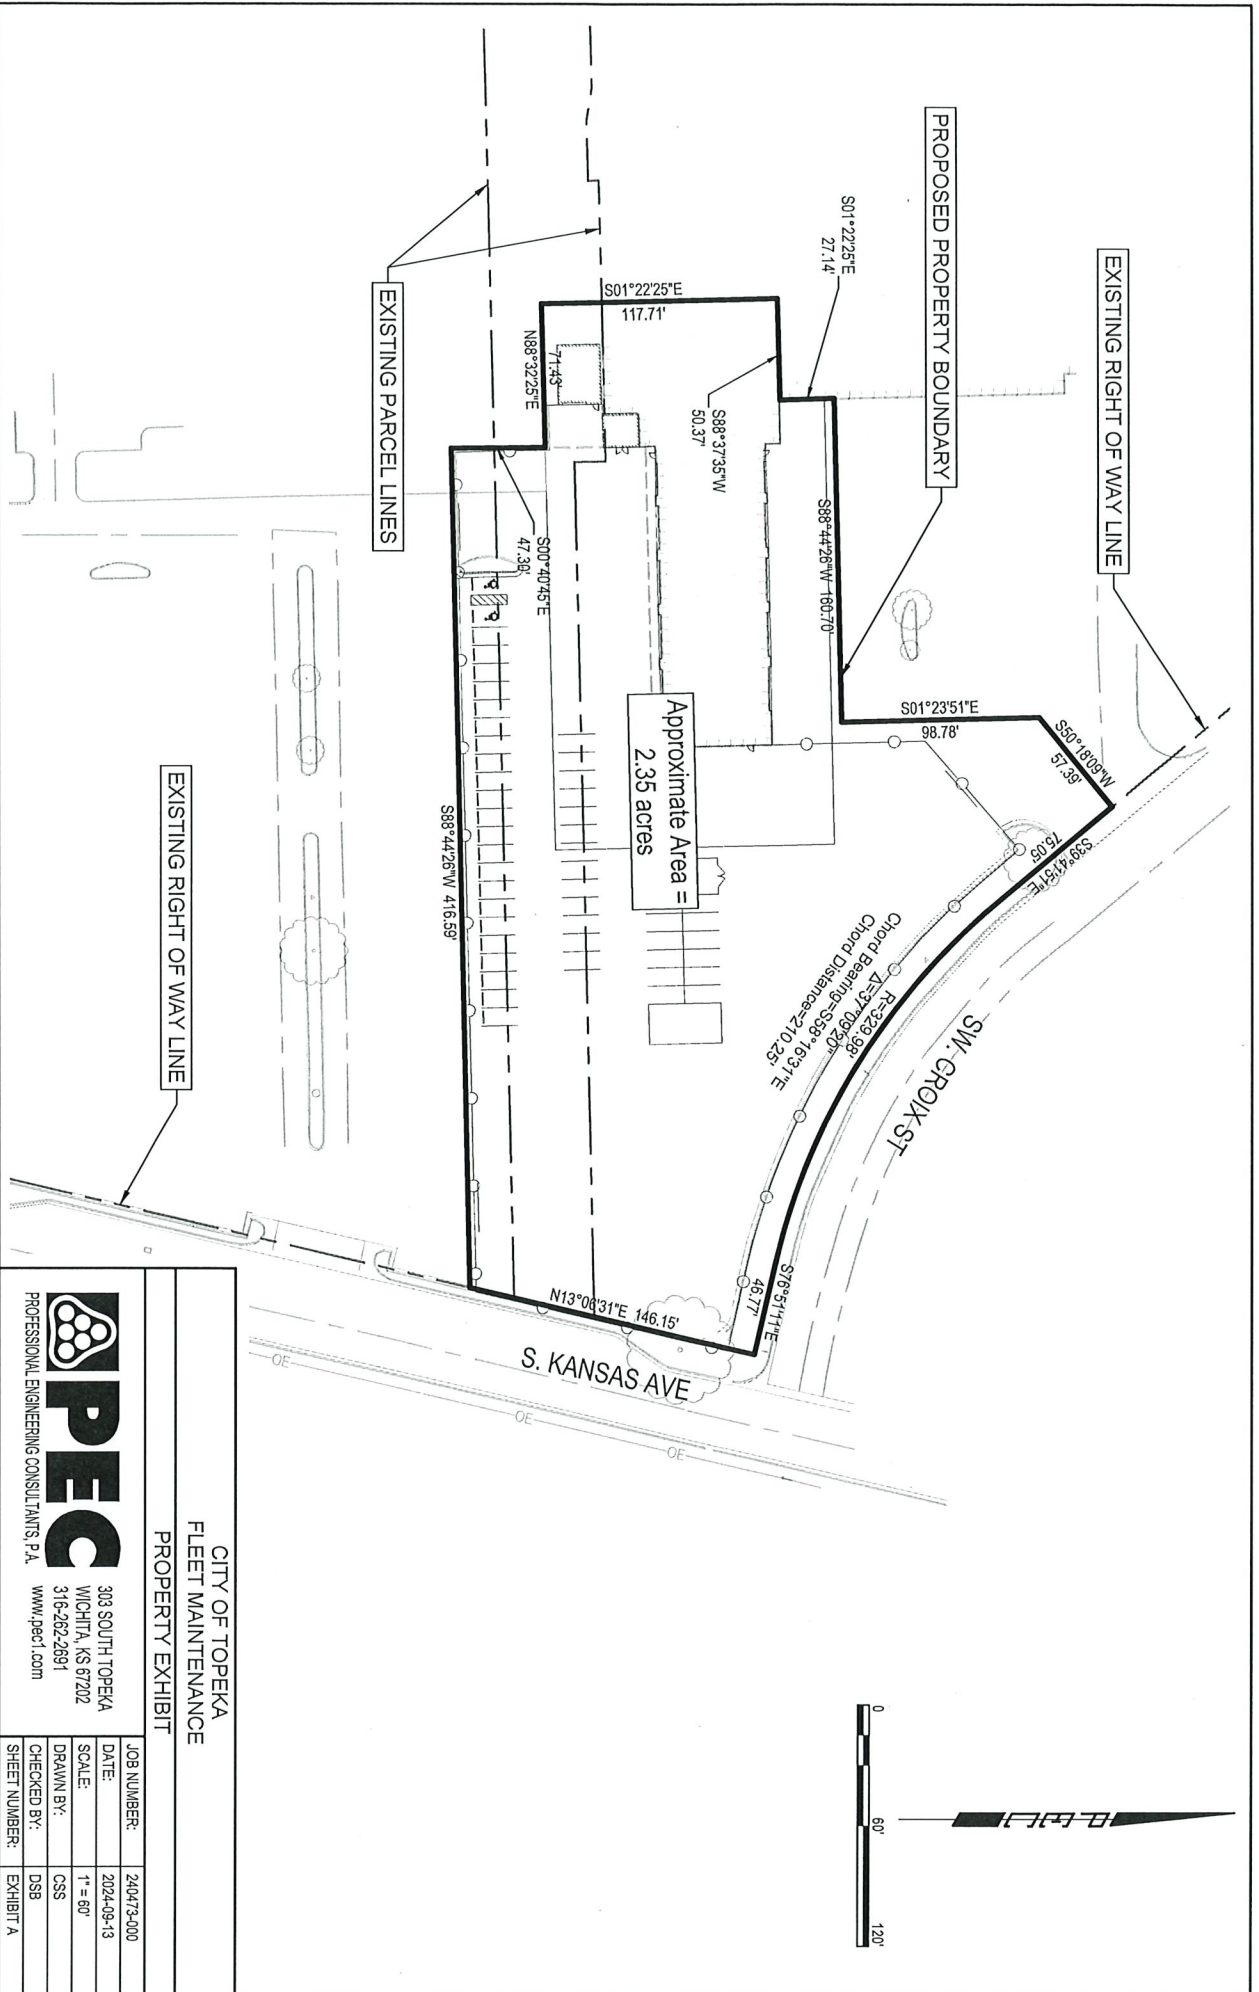 EXISTING RIGHT OF WAY LINE
PROPOSED PROPERTY BOUNDARY
S01°22'25"E
27.14'
S01°22'25"E
117.71'
S88°37'35"W
50.37'
N88°32'25"E
71.43'
S00°40'45"E
47.39'
EXISTING PARCEL LINES
S88°44'26"W 160.70'
S01°23'51"E
98.78'
S50°18'09"W
57.39'
S39°41'51"E
75.05'
Approximate Area =
2.35 acres
R=329.98'
Δ=37°09'20"
Chord Bearing=S58°16'31"E
Chord Distance=210.25'
SW. CROIX ST
S76°51'11"E
46.77'
S88°44'26"W 416.59'
N13°06'31"E 146.15'
S. KANSAS AVE
EXISTING RIGHT OF WAY LINE
OE
OE
OE
0
60'
120'
PEC
CITY OF TOPEKA
FLEET MAINTENANCE
PROPERTY EXHIBIT
PEC
PROFESSIONAL ENGINEERING CONSULTANTS, P.A.
303 SOUTH TOPEKA
WICHITA, KS 67202
316-262-2691
www.pec1.com
JOB NUMBER: 240473-000
DATE: 2024-09-13
SCALE: 1" = 60'
DRAWN BY: CSS
CHECKED BY: DSB
SHEET NUMBER: EXHIBIT A